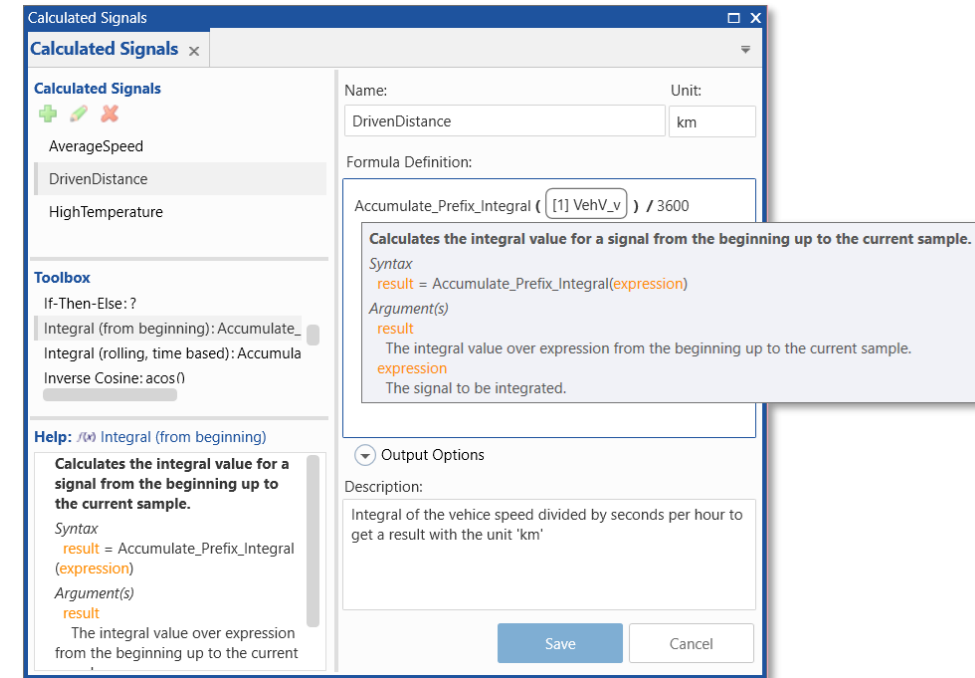 Calculated Signals
Calculated Signals
Calculated Signals
AverageSpeed
DrivenDistance
HighTemperature
Toolbox
If-Then-Else: ?
Integral (from beginning): Accumulate_
Integral (rolling, time based): Accumula
Inverse Cosine: acos()
Help: f(x) Integral (from beginning)
Calculates the integral value for a
signal from the beginning up to
the current sample.
Syntax
result = Accumulate_Prefix_Integral
(expression)
Argument(s)
result
The integral value over expression
from the beginning up to the current
Name:
Unit:
DrivenDistance
km
Formula Definition:
Accumulate_Prefix_Integral ( [1] VehV_v ) / 3600
Calculates the integral value for a signal from the beginning up to the current sample.
Syntax
result = Accumulate_Prefix_Integral(expression)
Argument(s)
result
The integral value over expression from the beginning up to the current sample.
expression
The signal to be integrated.
Output Options
Description:
Integral of the vehice speed divided by seconds per hour to
get a result with the unit 'km'
Save
Cancel